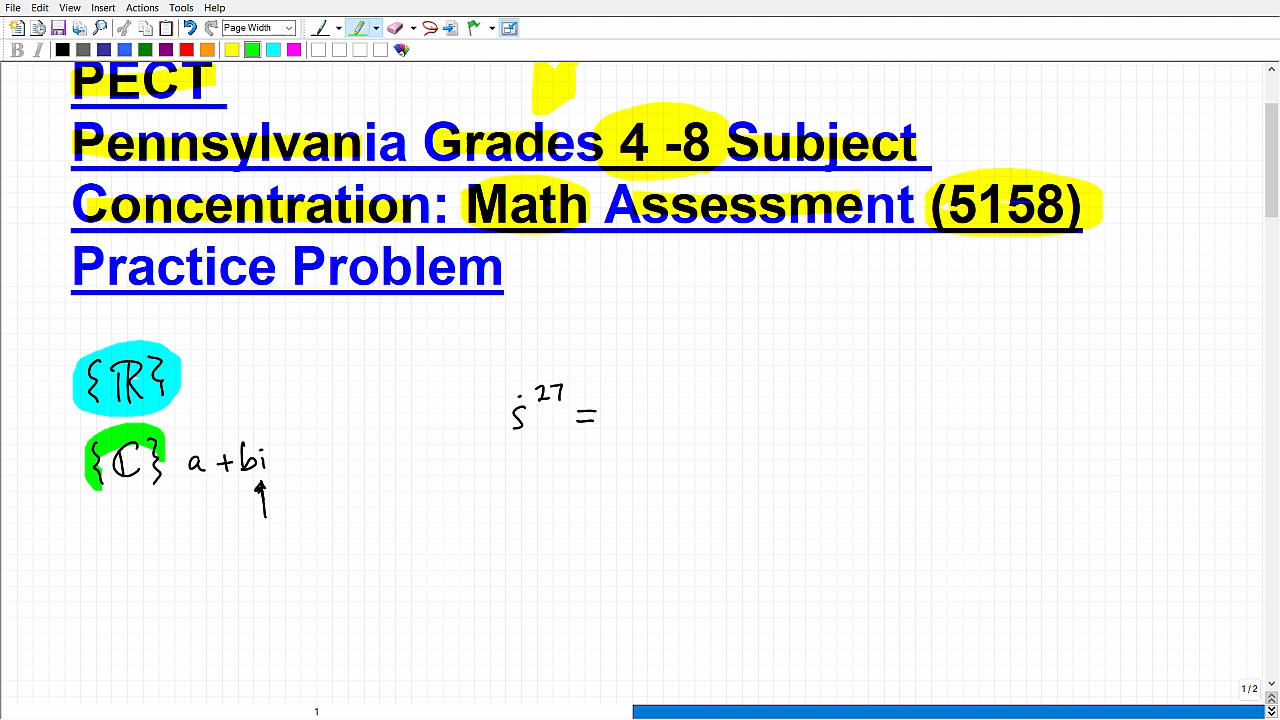 File Edit View Insert Actions Tools Help
Page Width
B I
PECT
Pennsylvania Grades 4 -8 Subject
Concentration: Math Assessment (5158)
Practice Problem
{ℝ}
i²⁷ =
{ℂ} a + bi
1/2
1